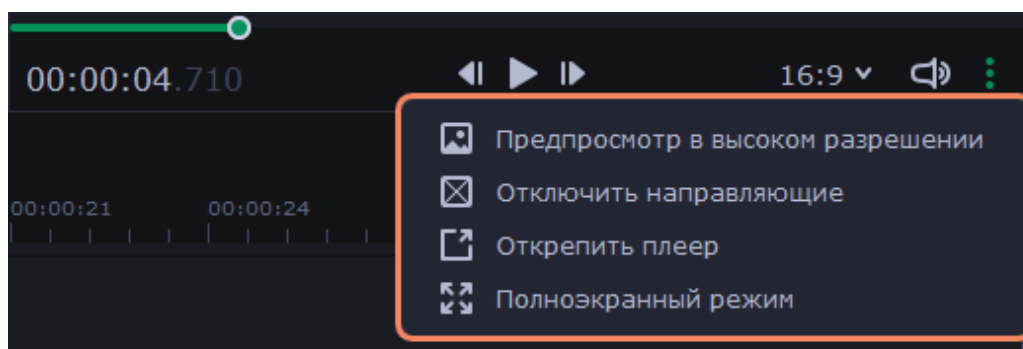 00:00:04.710 16:9
Предпросмотр в высоком разрешении
Отключить направляющие
00:00:21 00:00:24
Открепить плеер
Полноэкранный режим